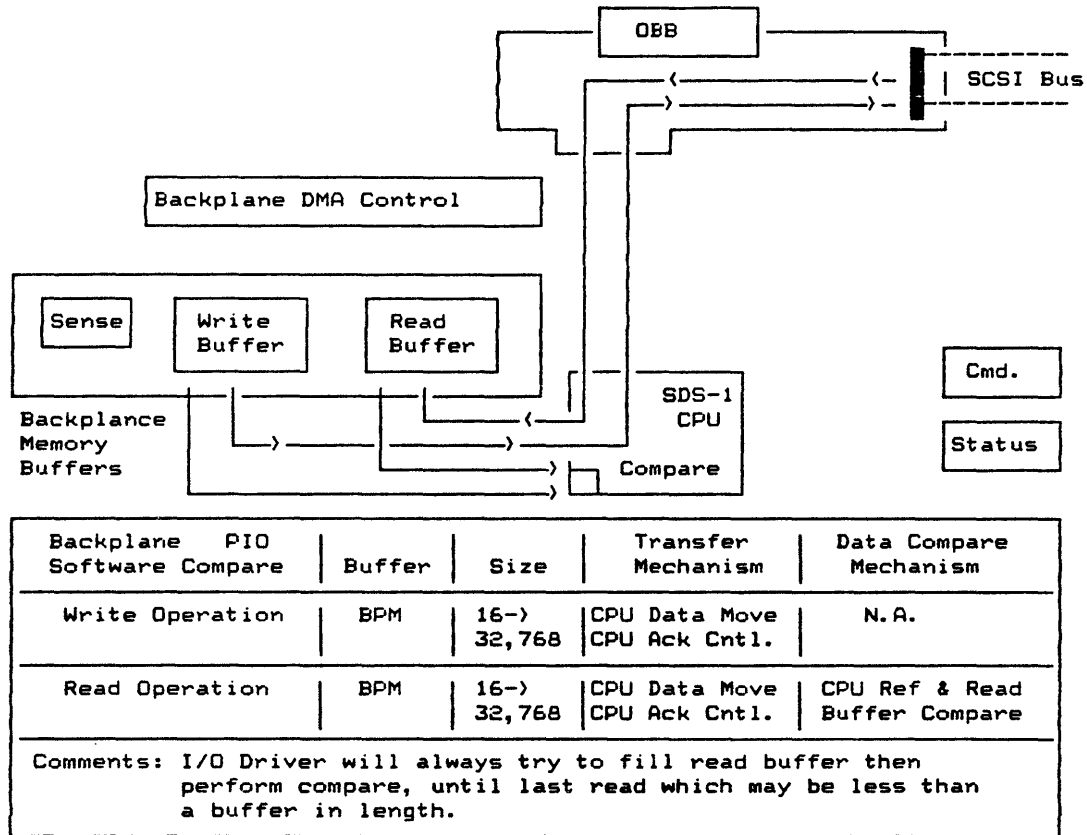 OBB
SCSI Bus
Backplane DMA Control
Sense
Write
Buffer
Read
Buffer
Cmd.
SDS-1
CPU
Backplance
Memory
Buffers
Status
Compare
Backplane PIO
Software Compare
Buffer
Size
Transfer
Mechanism
Data Compare
Mechanism
Write Operation
BPM
16->
32,768
CPU Data Move
CPU Ack Cntl.
N.A.
Read Operation
BPM
16->
32,768
CPU Data Move
CPU Ack Cntl.
CPU Ref & Read
Buffer Compare
Comments: I/O Driver will always try to fill read buffer then
perform compare, until last read which may be less than
a buffer in length.